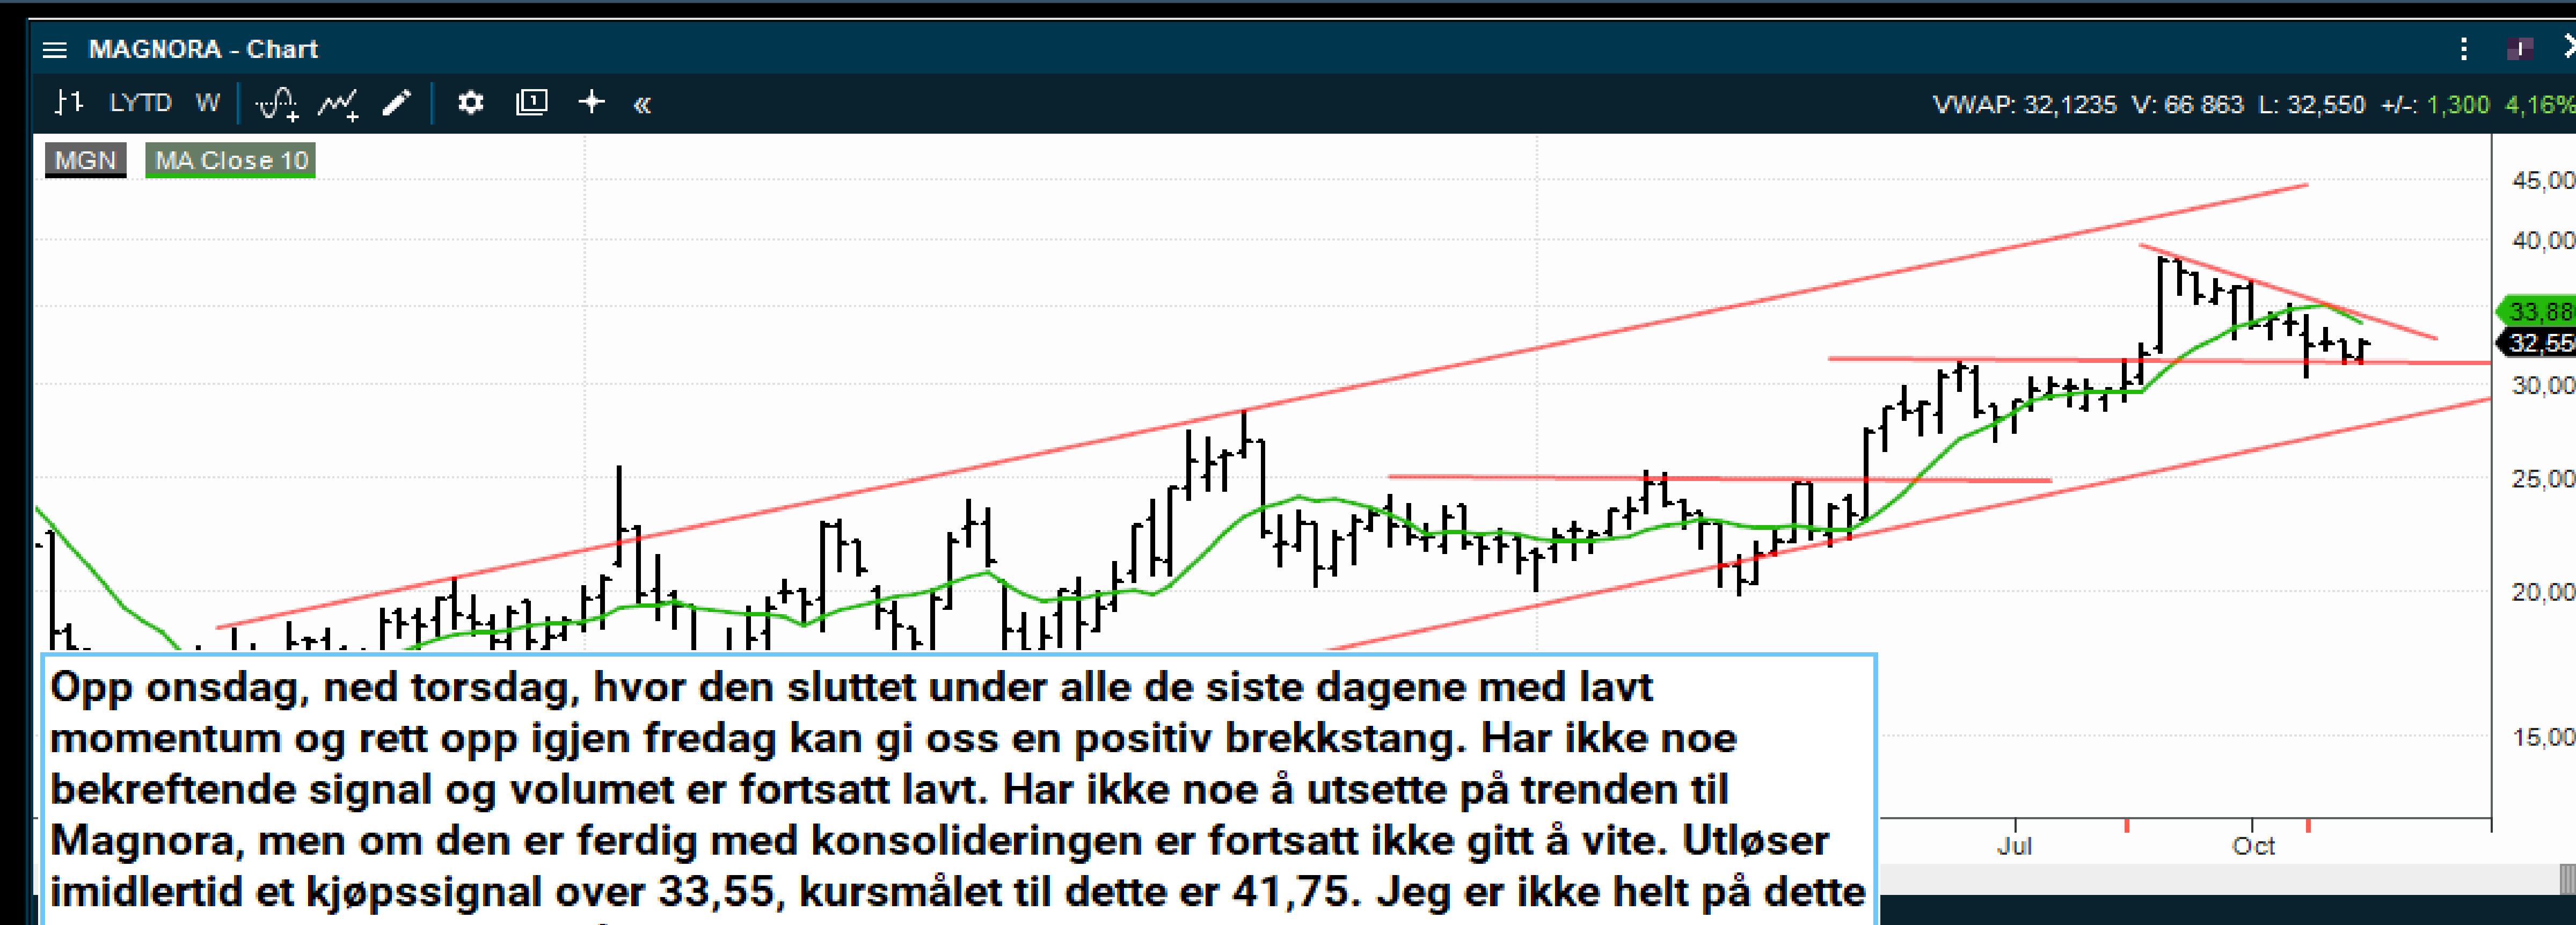 MAGNORA - Chart
LYTD W 1 « VWAP: 32,1235 V: 66 863 L: 32,550 +/-: 1,300 4,16%
MGN MA Close 10
45,00
40,00
33,88
32,55
30,00
25,00
20,00
15,00
Opp onsdag, ned torsdag, hvor den sluttet under alle de siste dagene med lavt
momentum og rett opp igjen fredag kan gi oss en positiv brekkstang. Har ikke noe
bekreftende signal og volumet er fortsatt lavt. Har ikke noe å utsette på trenden til
Magnora, men om den er ferdig med konsolideringen er fortsatt ikke gitt å vite. Utløser
imidlertid et kjøpssignal over 33,55, kursmålet til dette er 41,75. Jeg er ikke helt på dette
Jul Oct